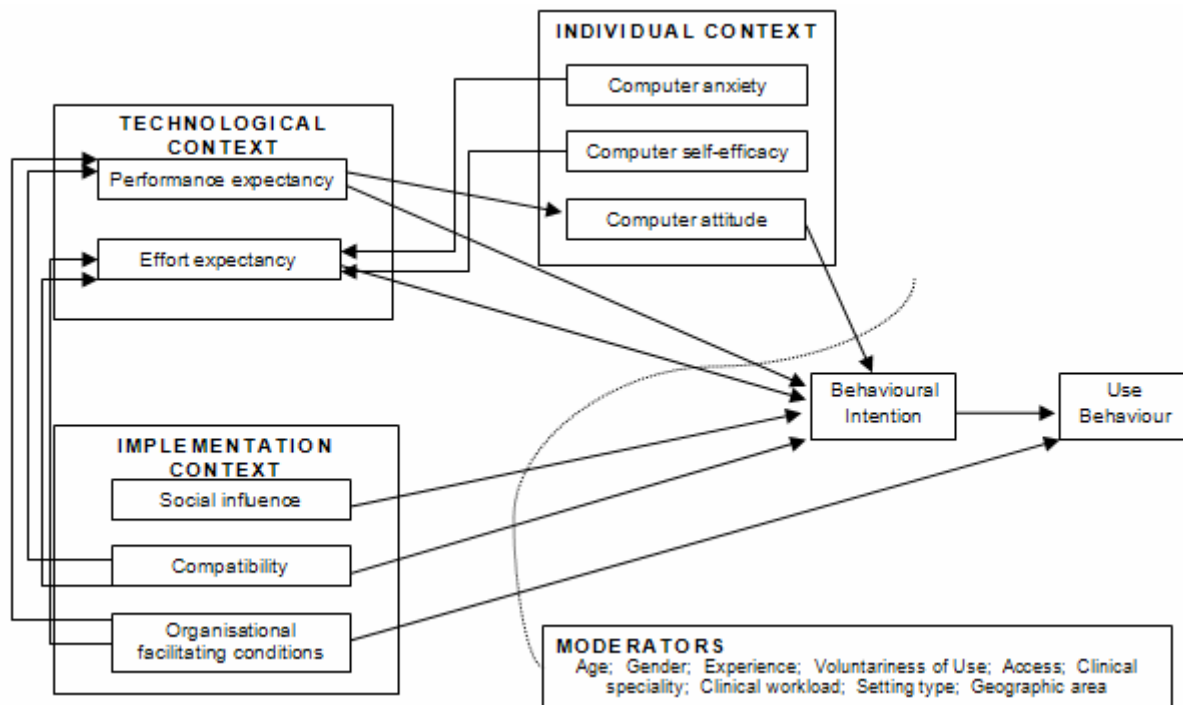 INDIVIDUAL CONTEXT
Computer anxiety
Computer self-efficacy
Computer attitude
TECHNOLOGICAL
CONTEXT
Performance expectancy
Effort expectancy
Behavioural
Intention
Use
Behaviour
IMPLEMENTATION
CONTEXT
Social influence
Compatibility
Organisational
facilitating conditions
MODERATORS
Age; Gender; Experience; Voluntariness of Use; Access; Clinical
speciality; Clinical workload; Setting type; Geographic area